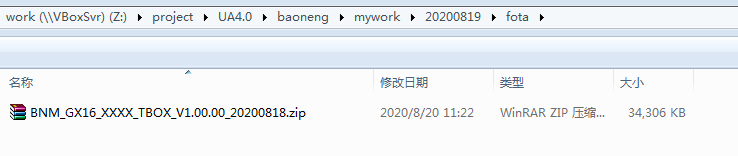 work (\\VBoxSvr) (Z:) ▸ project ▸ UA4.0 ▸ baoneng ▸ mywork ▸ 20200819 ▸ fota ▸
名称 修改日期 类型 大小
BNM_GX16_XXXX_TBOX_V1.00.00_20200818.zip 2020/8/20 11:22 WinRAR ZIP 压缩... 34,306 KB